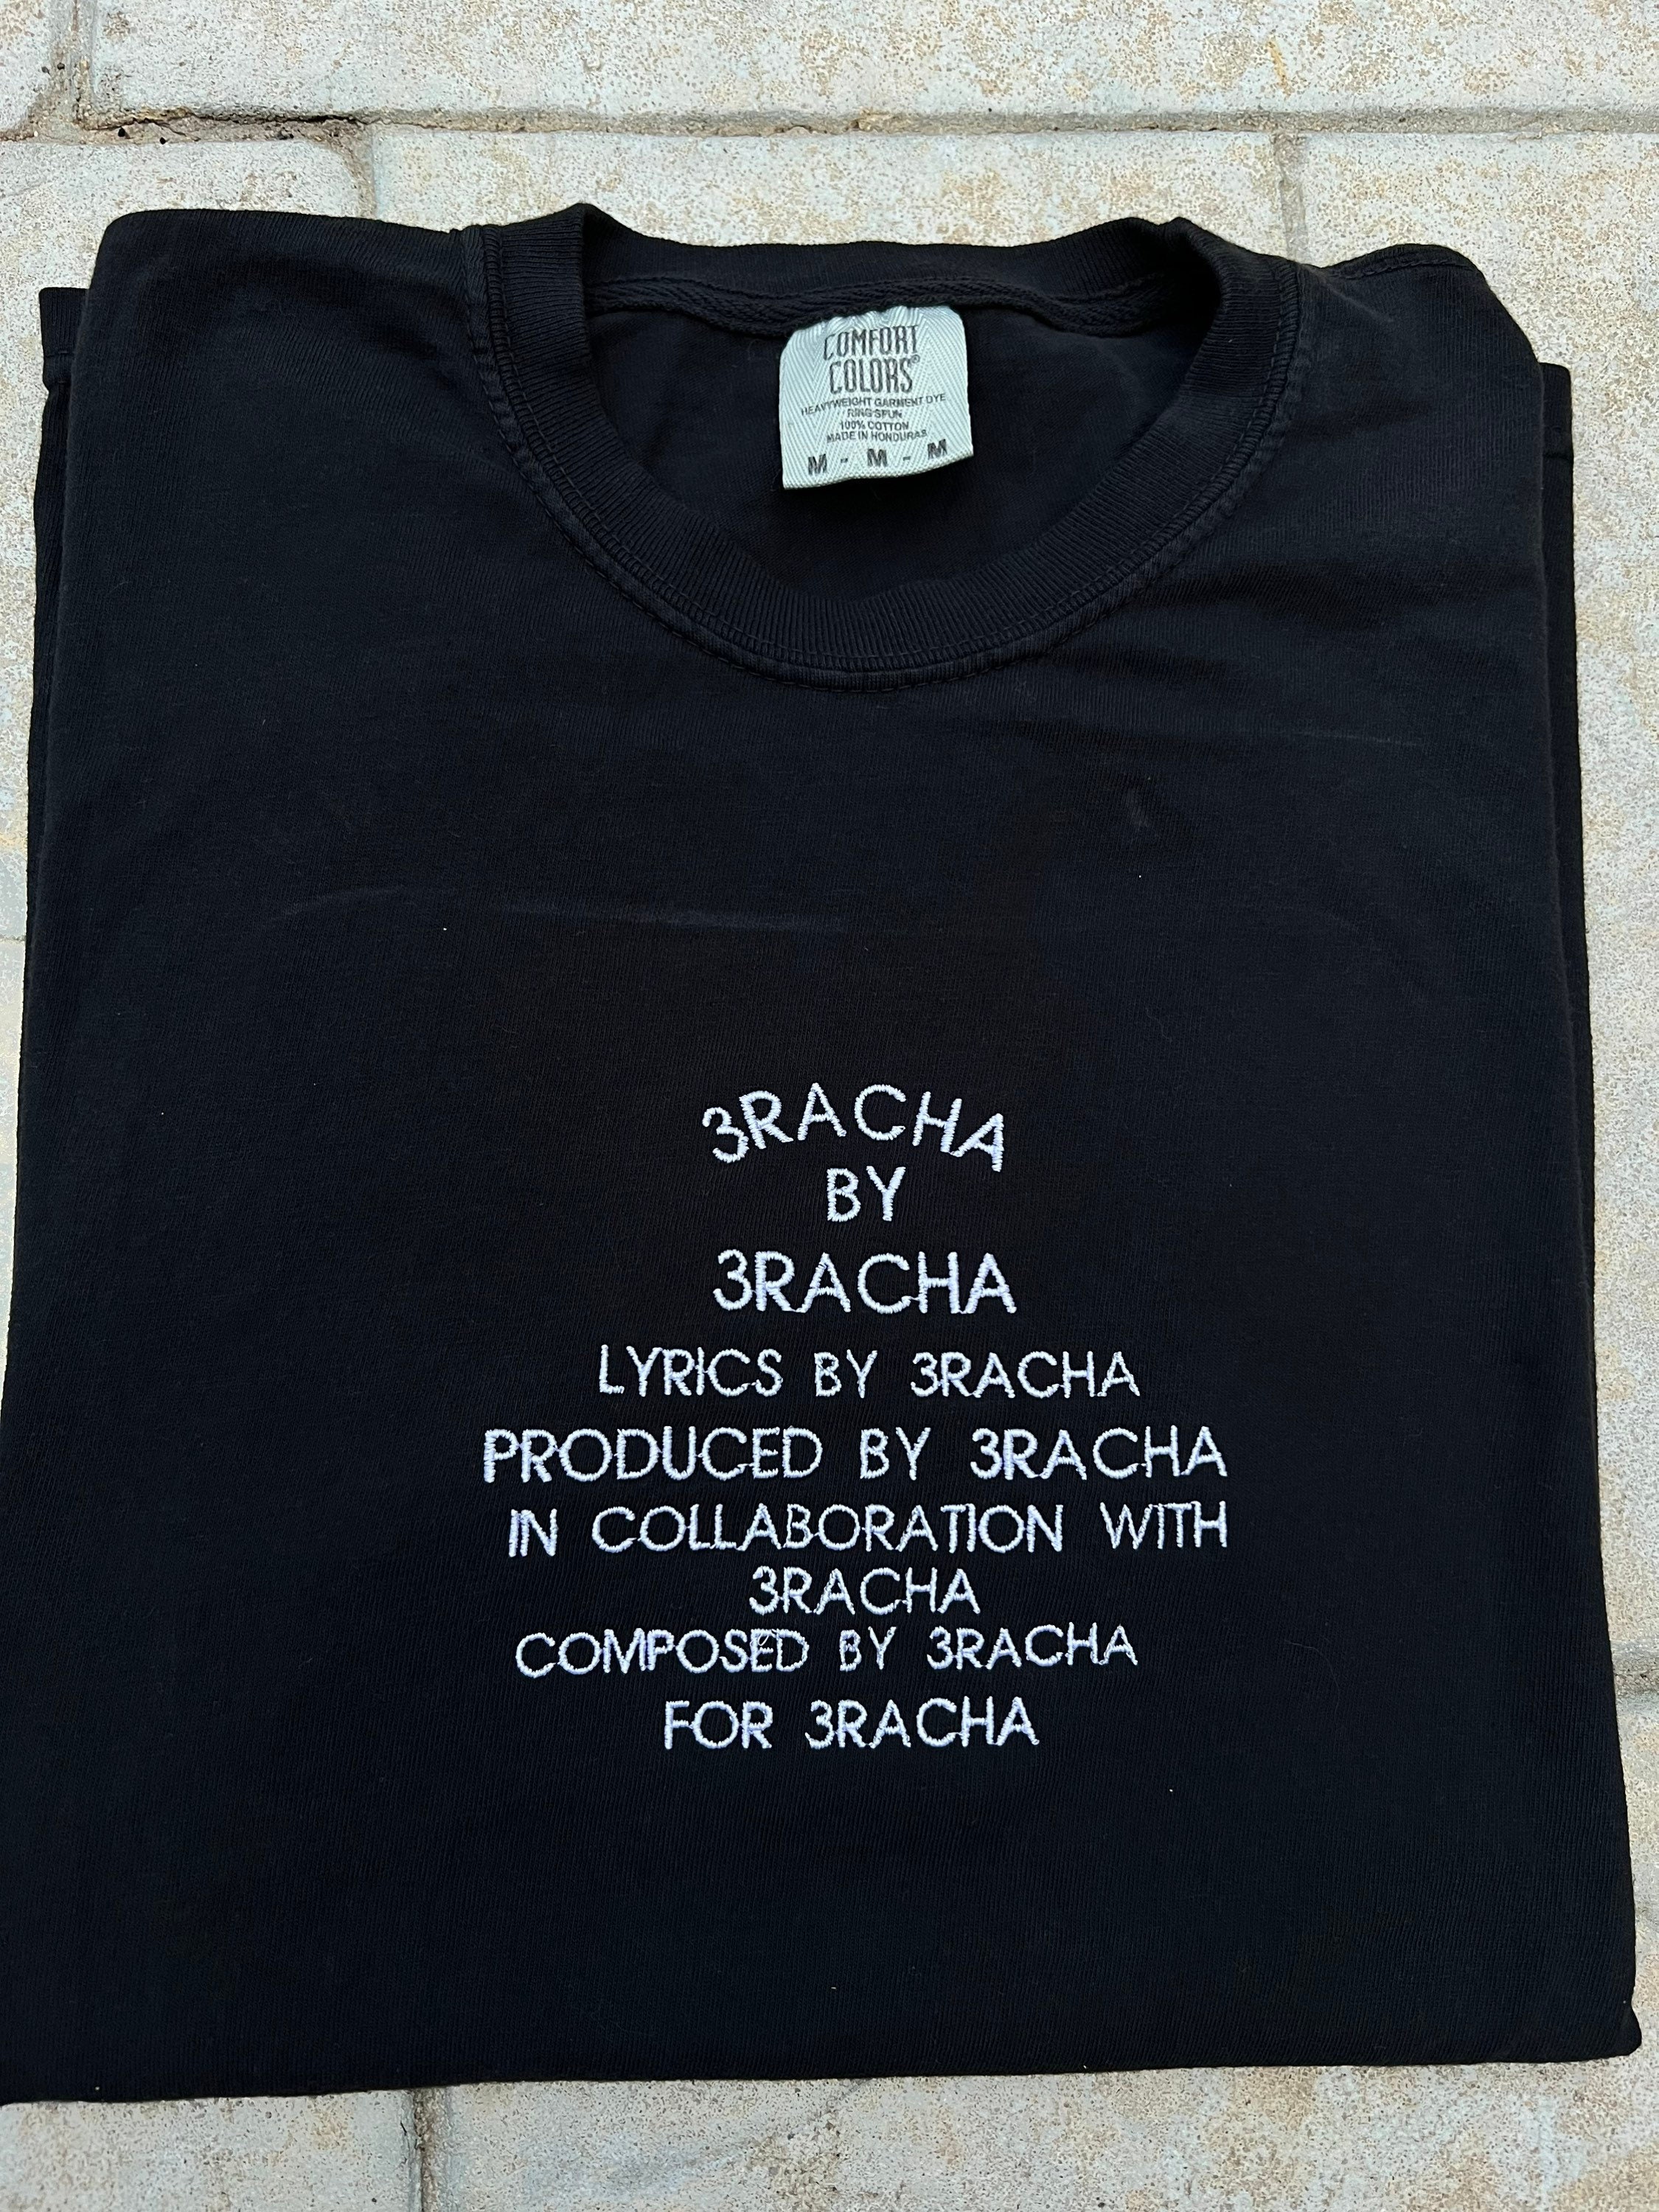 COMFORT
COLORS®
HEAVYWEIGHT GARMENT DYE
RING SPUN
100% COTTON
MADE IN HONDURAS
M - M - M
3RACHA
BY
3RACHA
LYRICS BY 3RACHA
PRODUCED BY 3RACHA
IN COLLABORATION WITH
3RACHA
COMPOSED BY 3RACHA
FOR 3RACHA